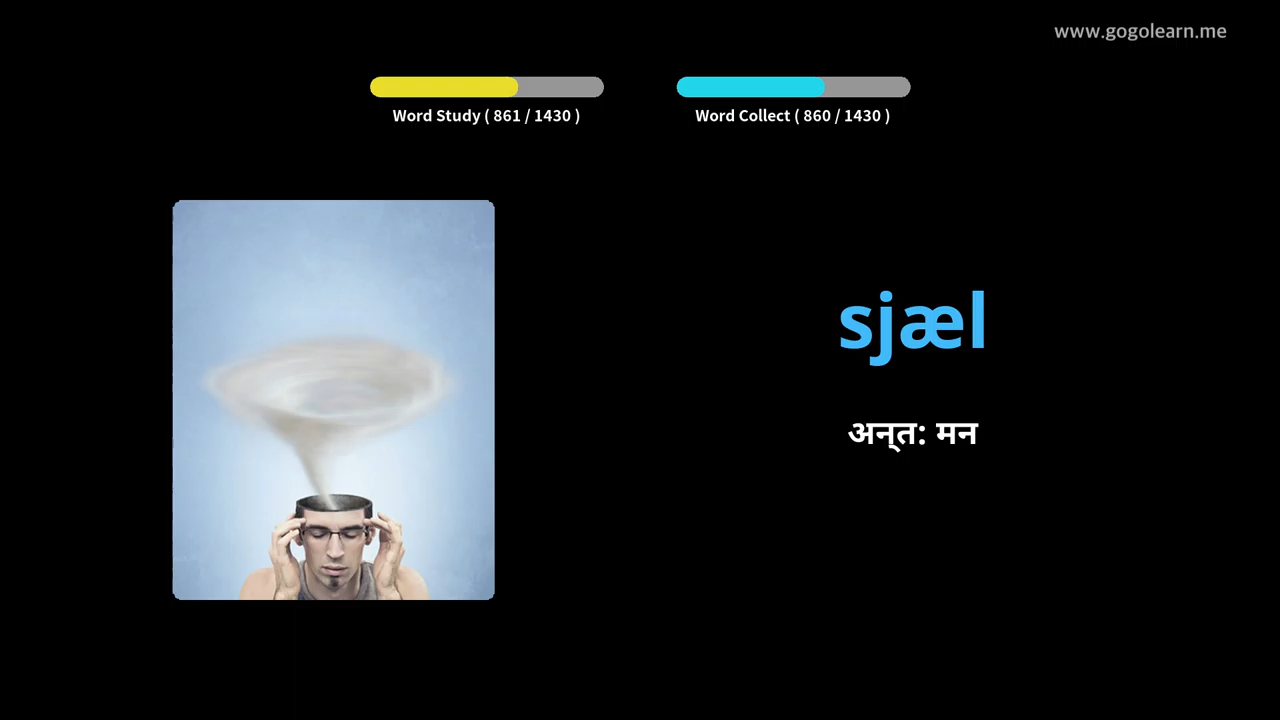 www.gogolearn.me
Word Study ( 861 / 1430 )
Word Collect ( 860 / 1430 )
sjæl
अन्त: मन